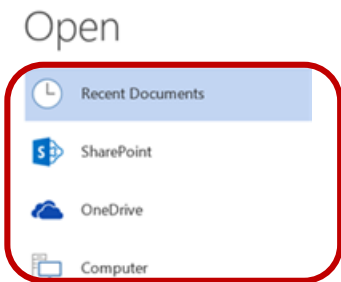 Open
Recent Documents
SharePoint
OneDrive
Computer